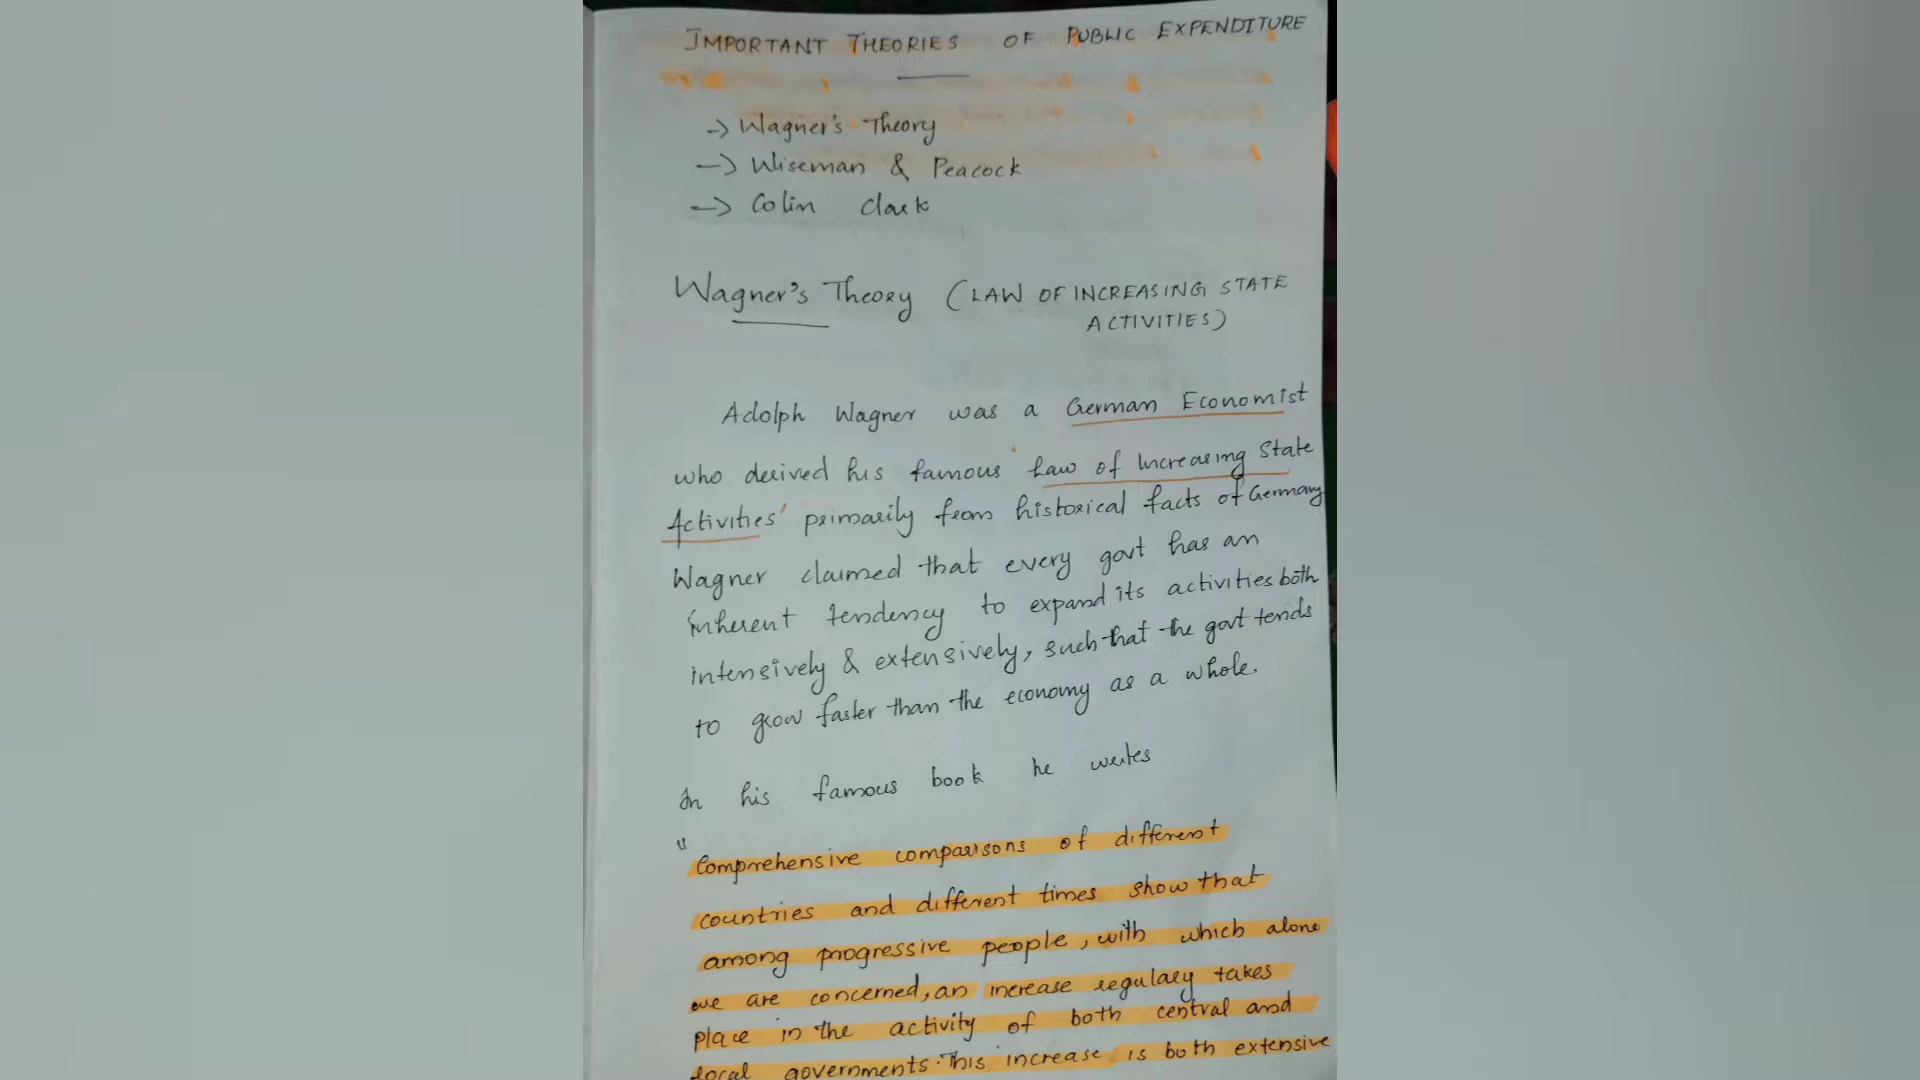 IMPORTANT THEORIES OF PUBLIC EXPENDITURE
-> Wagner's Theory
-> Wiseman & Peacock
-> Colin Clark
Wagner's Theory (LAW OF INCREASING STATE
ACTIVITIES)
Adolph Wagner was a German Economist
who derived his famous 'Law of Increasing State
Activities' primarily from historical facts of Germany
Wagner claimed that every govt has an
inherent tendency to expand its activities both
intensively & extensively, such that the govt tends
to grow faster than the economy as a whole.
In his famous book he writes
"Comprehensive comparisons of different
countries and different times show that
among progressive people, with which alone
we are concerned, an increase regulary takes
place in the activity of both central and
local governments. This increase is both extensive